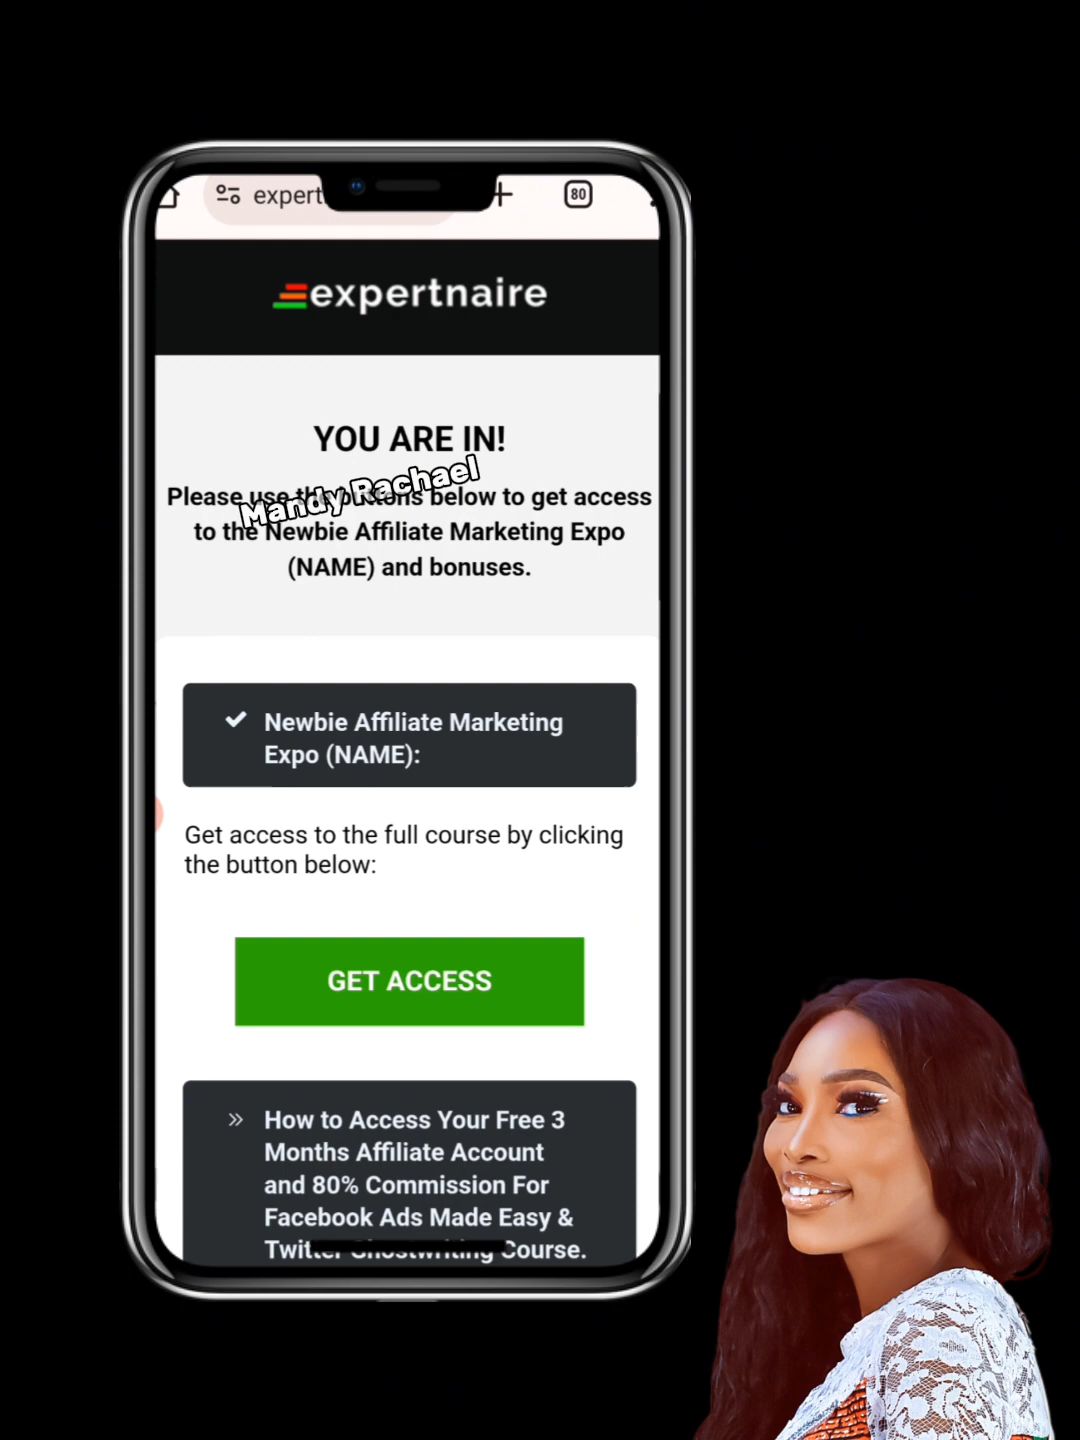 expert
80
expertnaire
YOU ARE IN!
Mandy Rachael
Please use the buttons below to get access
to the Newbie Affiliate Marketing Expo
(NAME) and bonuses.
Newbie Affiliate Marketing
Expo (NAME):
Get access to the full course by clicking
the button below:
GET ACCESS
» How to Access Your Free 3
Months Affiliate Account
and 80% Commission For
Facebook Ads Made Easy &
Twitter Ghostwriting Course.